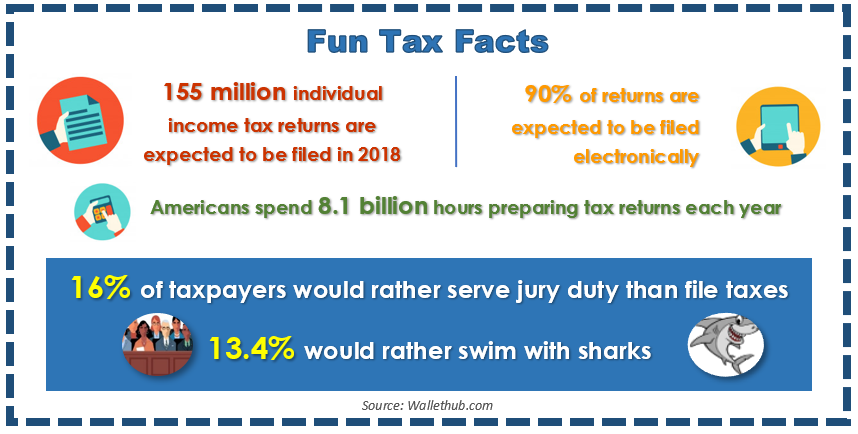 Fun Tax Facts
155 million individual
income tax returns are
expected to be filed in 2018
90% of returns are
expected to be filed
electronically
Americans spend 8.1 billion hours preparing tax returns each year
16% of taxpayers would rather serve jury duty than file taxes
13.4% would rather swim with sharks
Source: Wallethub.com